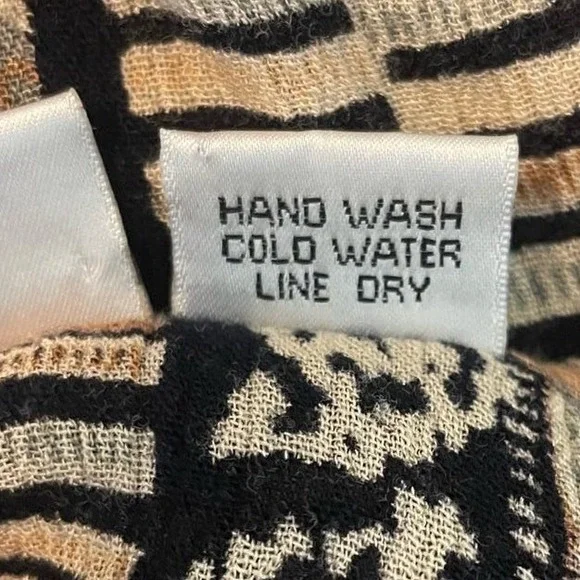 HAND WASH
COLD WATER
LINE DRY